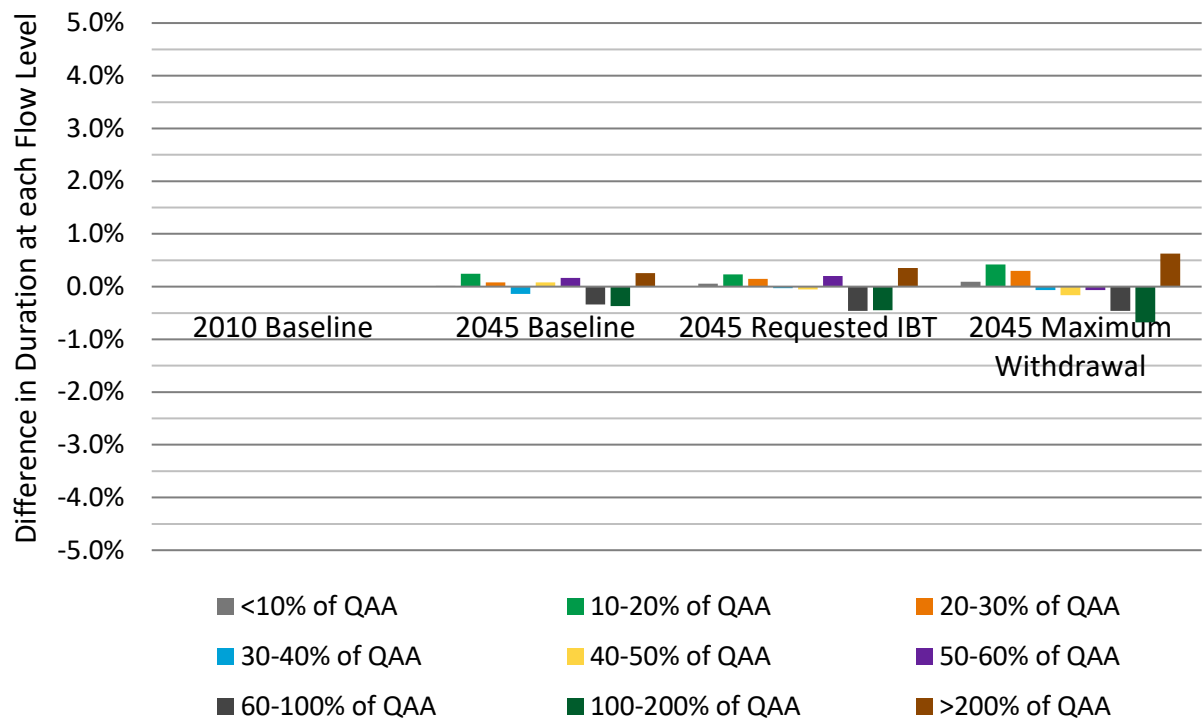 Difference in Duration at each Flow Level
5.0%
4.0%
3.0%
2.0%
1.0%
0.0%
-1.0%
-2.0%
-3.0%
-4.0%
-5.0%
2010 Baseline
2045 Baseline
2045 Requested IBT
2045 Maximum
Withdrawal
<10% of QAA
10-20% of QAA
20-30% of QAA
30-40% of QAA
40-50% of QAA
50-60% of QAA
60-100% of QAA
100-200% of QAA
>200% of QAA